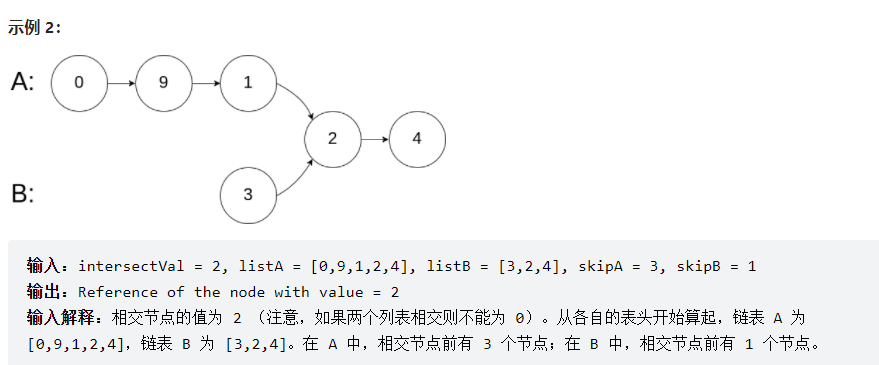 示例 2：
A: 0 9 1
2 4
B: 3
输入：intersectVal = 2, listA = [0,9,1,2,4], listB = [3,2,4], skipA = 3, skipB = 1
输出：Reference of the node with value = 2
输入解释：相交节点的值为 2 （注意，如果两个列表相交则不能为 0）。从各自的表头开始算起，链表 A 为
[0,9,1,2,4]，链表 B 为 [3,2,4]。在 A 中，相交节点前有 3 个节点；在 B 中，相交节点前有 1 个节点。